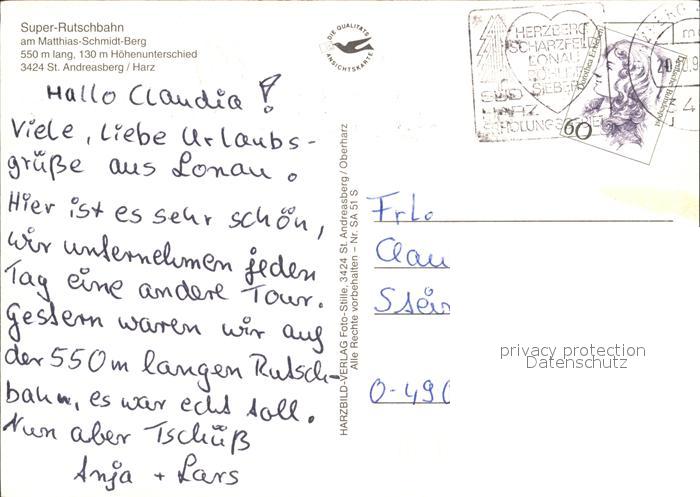 Super-Rutschbahn
am Matthias-Schmidt-Berg
550 m lang, 130 m Höhenunterschied
3424 St. Andreasberg / Harz
Hallo Claudia!
Viele, liebe Urlaubs-
grüße aus Lonau.
Hier ist es sehr schön,
wir unternehmen jeden
Tag eine andere Tour.
Gestern waren wir auf
der 550m langen Rutsch-
bahn, es war echt toll.
Nun aber Tschüß
Anja + Lars
DIE QUALITÄTS
ANSICHTSKARTE
HARZBILD-VERLAG Foto-Stille, 3424 St. Andreasberg / Oberharz
Alle Rechte vorbehalten – Nr. SA 51 S
HERZBERG
SCHARZFELD
LONAU
SIEBER
SÜD
HARZ
Deutsche Bundespost
60
Frl.
Clau
Stein
O-490
privacy protection
Datenschutz